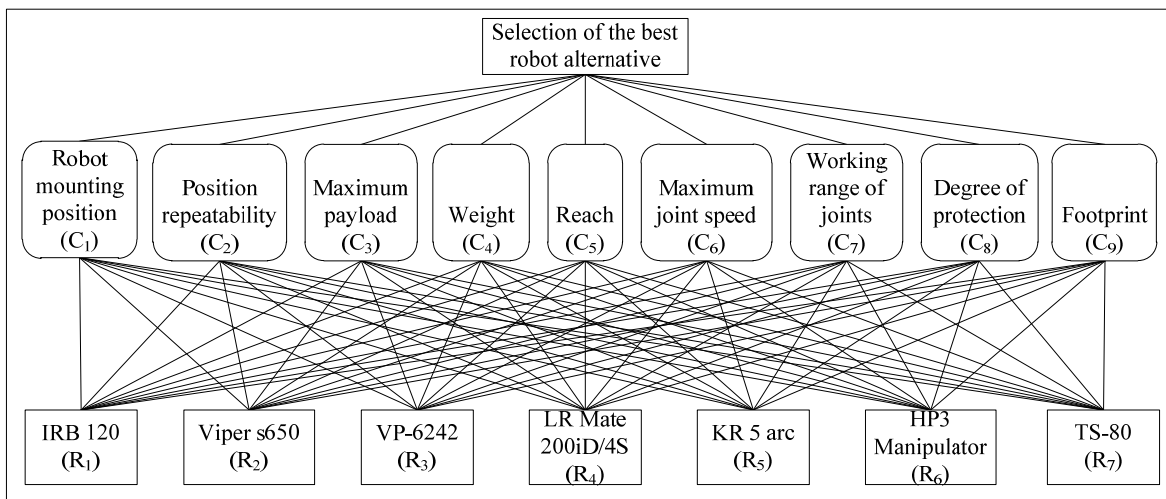 Selection of the best
robot alternative
Robot
mounting
position
(C₁)
Position
repeatability
(C₂)
Maximum
payload
(C₃)
Weight
(C₄)
Reach
(C₅)
Maximum
joint speed
(C₆)
Working
range of
joints
(C₇)
Degree of
protection
(C₈)
Footprint
(C₉)
IRB 120
(R₁)
Viper s650
(R₂)
VP-6242
(R₃)
LR Mate
200iD/4S
(R₄)
KR 5 arc
(R₅)
HP3
Manipulator
(R₆)
TS-80
(R₇)